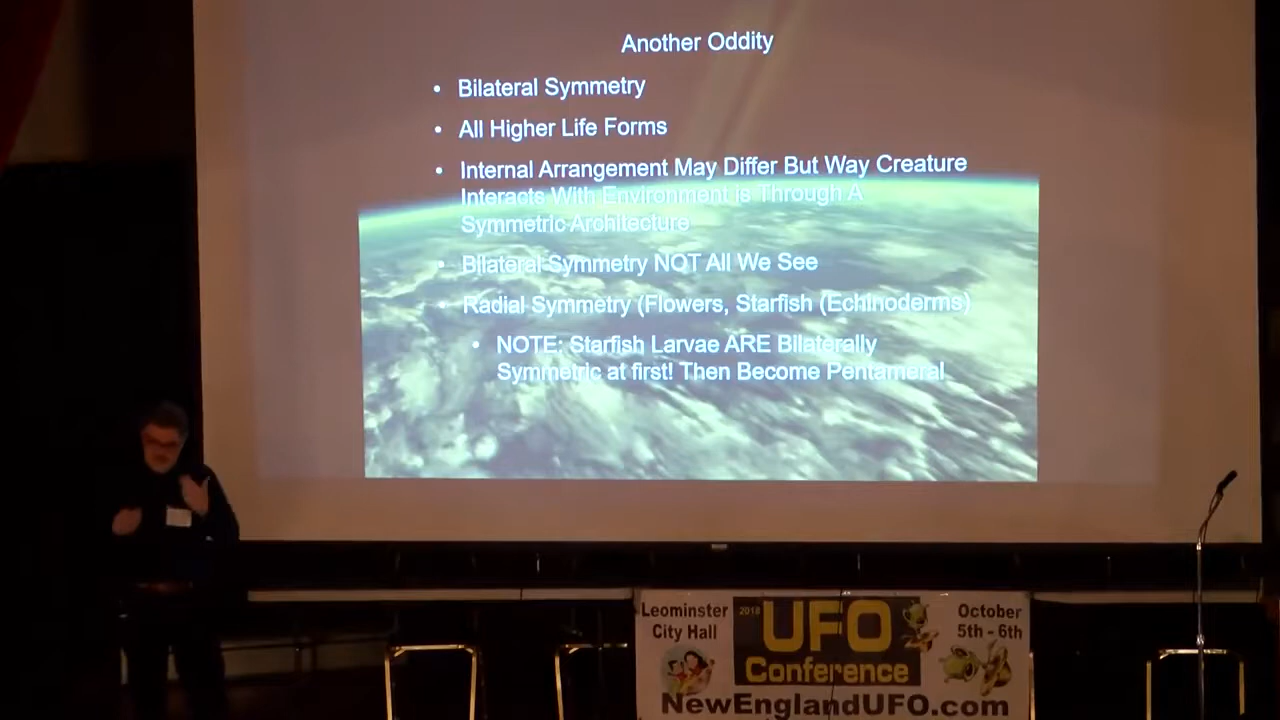 Another Oddity
• Bilateral Symmetry
• All Higher Life Forms
• Internal Arrangement May Differ But Way Creature
Interacts With Environment is Through A
Symmetric Architecture
• Bilateral Symmetry NOT All We See
• Radial Symmetry (Flowers, Starfish (Echinoderms)
• NOTE: Starfish Larvae ARE Bilaterally
Symmetric at first! Then Become Pentameral
Leominster
City Hall
2018 UFO
Conference
October
5th - 6th
NewEnglandUFO.com